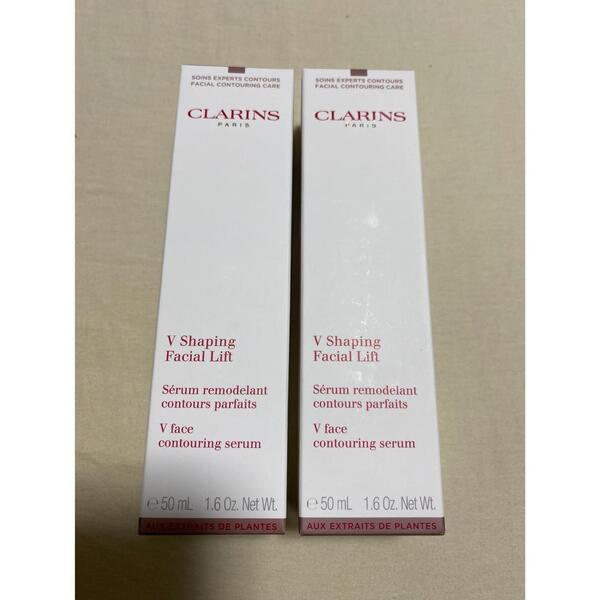 SOINS EXPERTS CONTOURS
FACIAL CONTOURING CARE
CLARINS
PARIS
V Shaping
Facial Lift
Sérum remodelant
contours parfaits
V face
contouring serum
℮ 50 mL 1.6 Oz. Net Wt.
AUX EXTRAITS DE PLANTES
SOINS EXPERTS CONTOURS
FACIAL CONTOURING CARE
CLARINS
PARIS
V Shaping
Facial Lift
Sérum remodelant
contours parfaits
V face
contouring serum
℮ 50 mL 1.6 Oz. Net Wt.
AUX EXTRAITS DE PLANTES